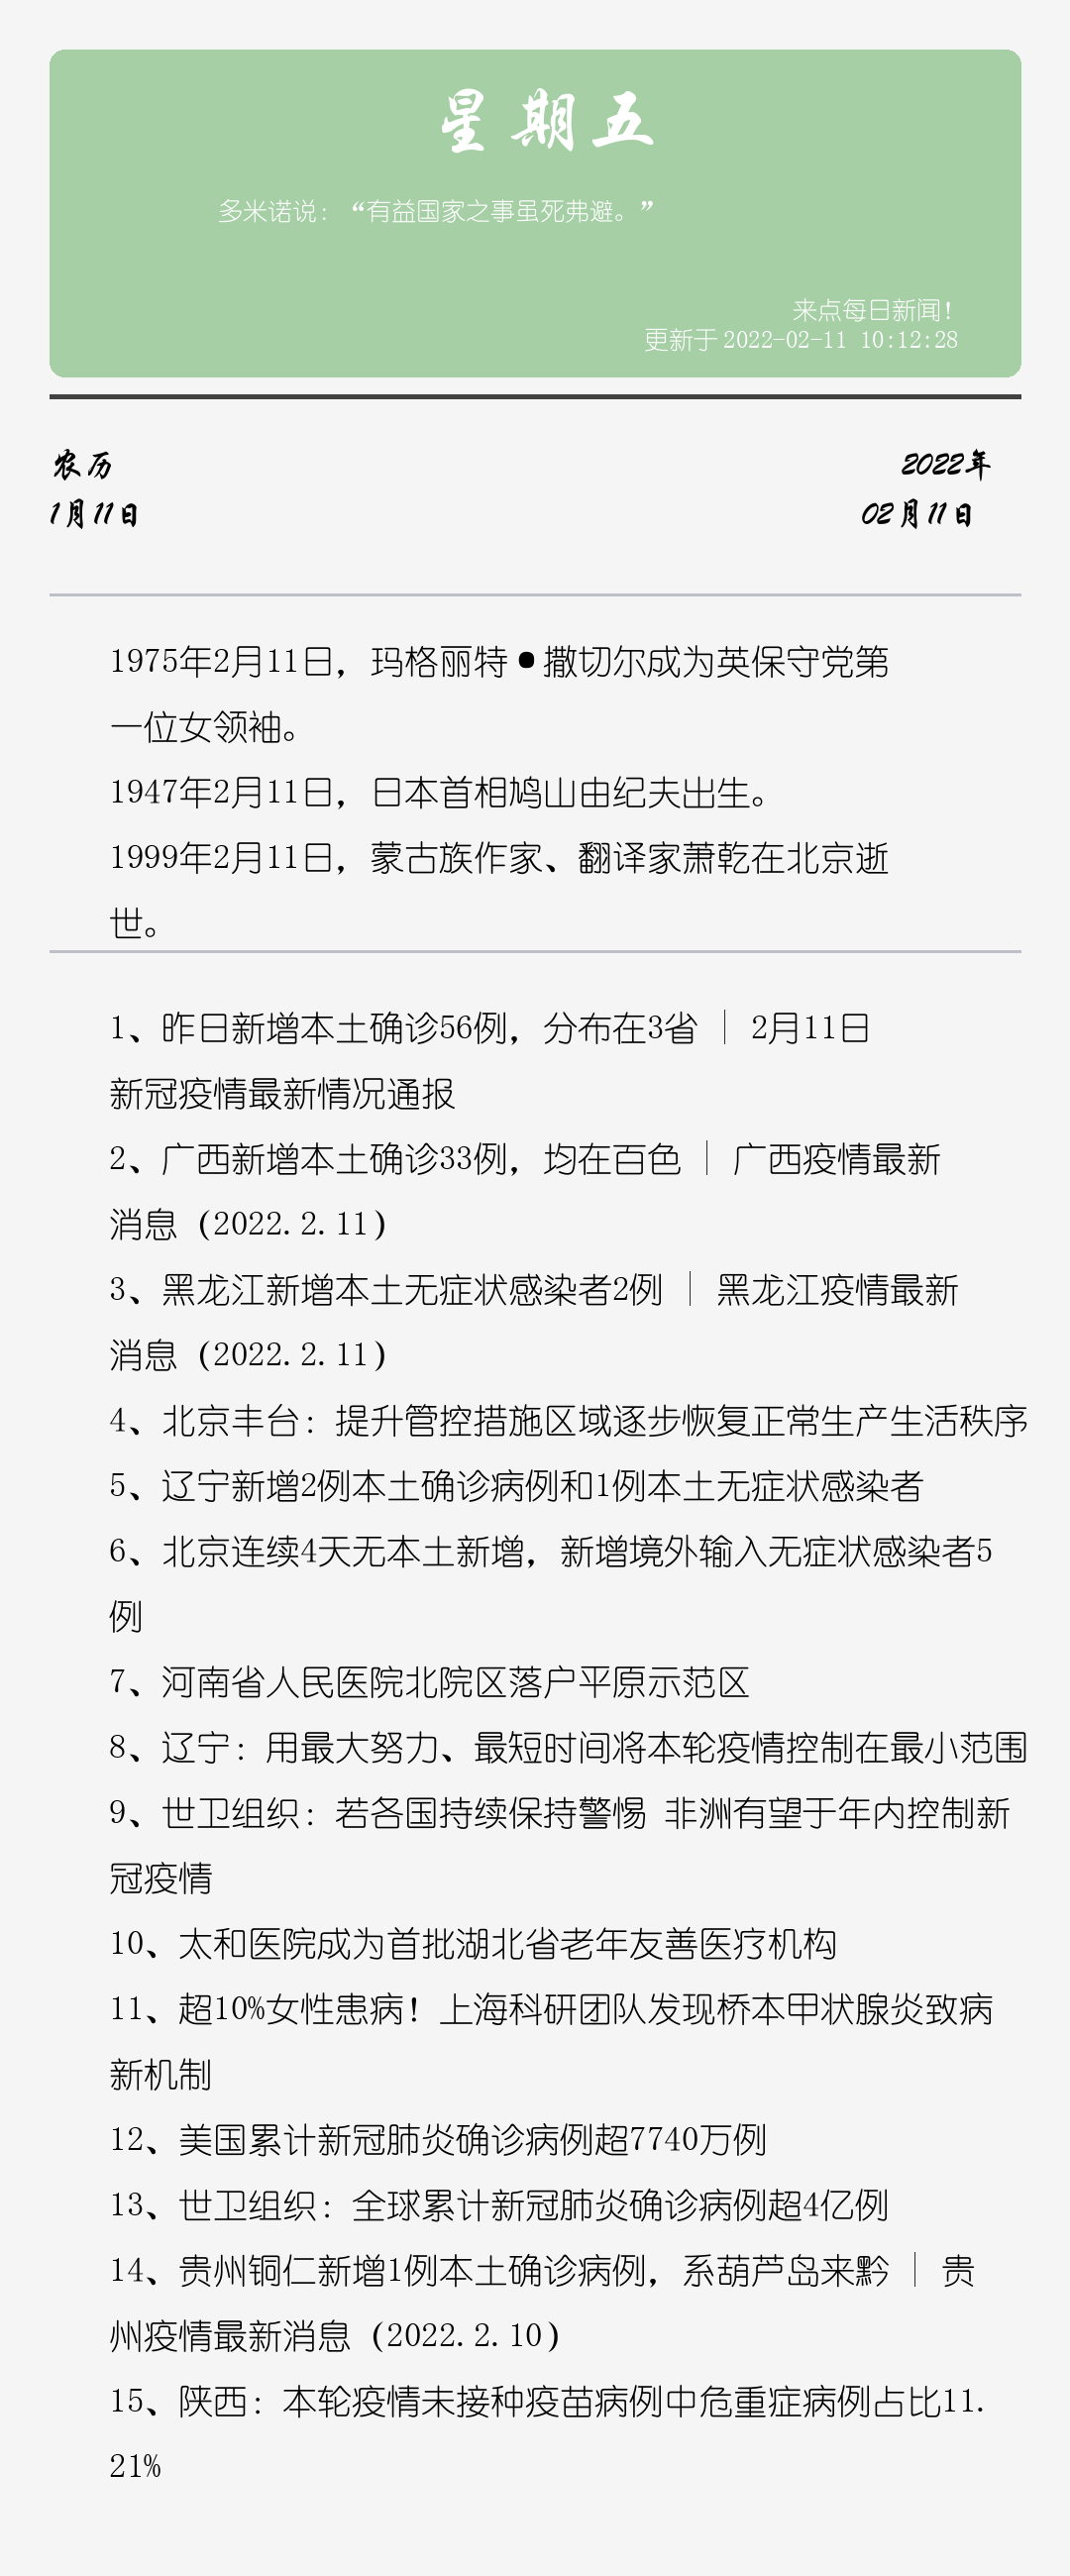 星期五
多米诺说：“有益国家之事虽死弗避。”
来点每日新闻！
更新于 2022-02-11 10:12:28
农历
2022年
1月11日
02月11日
1975年2月11日，玛格丽特•撒切尔成为英保守党第
一位女领袖。
1947年2月11日，日本首相鸠山由纪夫出生。
1999年2月11日，蒙古族作家、翻译家萧乾在北京逝
世。
1、昨日新增本土确诊56例，分布在3省 | 2月11日
新冠疫情最新情况通报
2、广西新增本土确诊33例，均在百色 | 广西疫情最新
消息（2022.2.11）
3、黑龙江新增本土无症状感染者2例 | 黑龙江疫情最新
消息（2022.2.11）
4、北京丰台：提升管控措施区域逐步恢复正常生产生活秩序
5、辽宁新增2例本土确诊病例和1例本土无症状感染者
6、北京连续4天无本土新增，新增境外输入无症状感染者5
例
7、河南省人民医院北院区落户平原示范区
8、辽宁：用最大努力、最短时间将本轮疫情控制在最小范围
9、世卫组织：若各国持续保持警惕 非洲有望于年内控制新
冠疫情
10、太和医院成为首批湖北省老年友善医疗机构
11、超10%女性患病！上海科研团队发现桥本甲状腺炎致病
新机制
12、美国累计新冠肺炎确诊病例超7740万例
13、世卫组织：全球累计新冠肺炎确诊病例超4亿例
14、贵州铜仁新增1例本土确诊病例，系葫芦岛来黔 | 贵
州疫情最新消息（2022.2.10）
15、陕西：本轮疫情未接种疫苗病例中危重症病例占比11.
21%